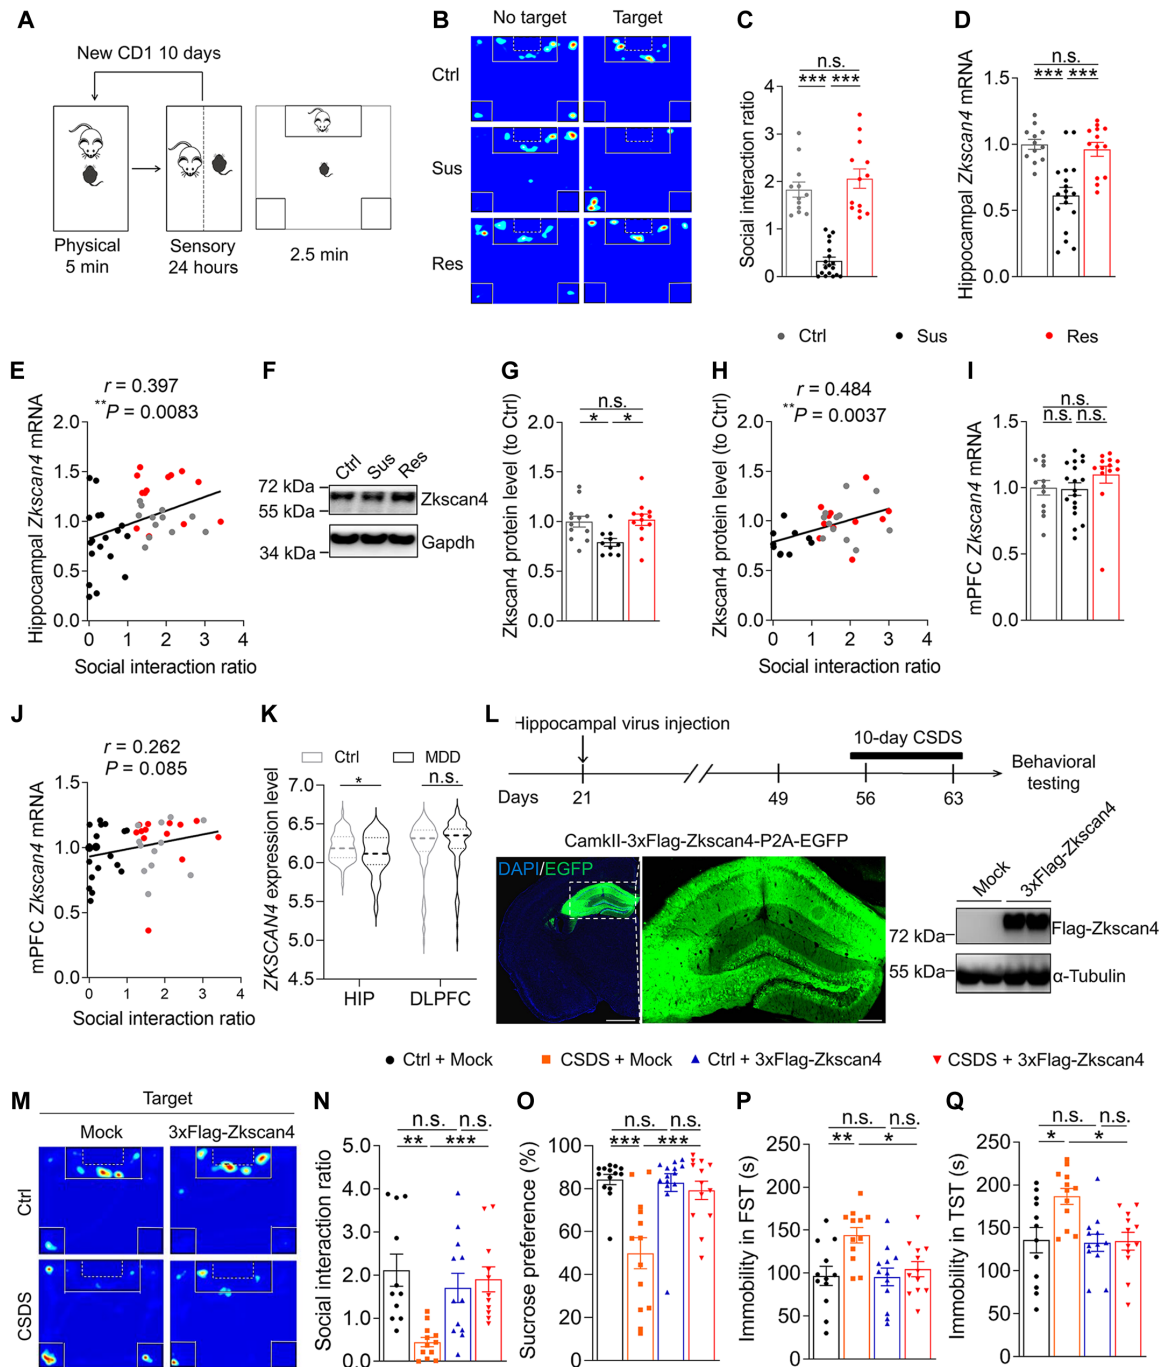 A
New CD1 10 days
Physical
5 min
Sensory
24 hours
2.5 min
B
No target
Target
Ctrl
Sus
Res
C
Social interaction ratio
n.s.
*** ***
4
3
2
1
0
D
Hippocampal Zkscan4 mRNA
n.s.
*** ***
1.5
1.0
0.5
0.0
Ctrl
Sus
Res
E
r = 0.397
**P = 0.0083
Hippocampal Zkscan4 mRNA
2.0
1.5
1.0
0.5
0.0
0 1 2 3 4
Social interaction ratio
F
Ctrl Sus Res
72 kDa
55 kDa
34 kDa
Zkscan4
Gapdh
G
Zkscan4 protein level (to Ctrl)
n.s.
* *
2.0
1.5
1.0
0.5
0.0
H
r = 0.484
**P = 0.0037
Zkscan4 protein level (to Ctrl)
2.0
1.5
1.0
0.5
0.0
0 1 2 3 4
Social interaction ratio
I
mPFC Zkscan4 mRNA
n.s.
n.s. n.s.
1.5
1.0
0.5
0.0
J
r = 0.262
P = 0.085
mPFC Zkscan4 mRNA
1.5
1.0
0.5
0.0
0 1 2 3 4
Social interaction ratio
K
Ctrl MDD
* n.s.
ZKSCAN4 expression level
7.0
6.5
6.0
5.5
5.0
4.5
HIP DLPFC
L
Hippocampal virus injection
10-day CSDS
Behavioral
testing
Days 21 49 56 63
CamkII-3xFlag-Zkscan4-P2A-EGFP
DAPI/EGFP
Mock 3xFlag-Zkscan4
72 kDa
55 kDa
Flag-Zkscan4
α-Tubulin
Ctrl + Mock
CSDS + Mock
Ctrl + 3xFlag-Zkscan4
CSDS + 3xFlag-Zkscan4
M
Target
Mock
3xFlag-Zkscan4
Ctrl
CSDS
N
Social interaction ratio
n.s. n.s.
** ***
5.0
4.0
3.0
2.0
1.0
0.0
O
Sucrose preference (%)
n.s. n.s.
*** ***
100
80
60
40
20
0
P
Immobility in FST (s)
n.s. n.s.
** *
250
200
150
100
50
0
Q
Immobility in TST (s)
n.s. n.s.
* *
250
200
150
100
50
0